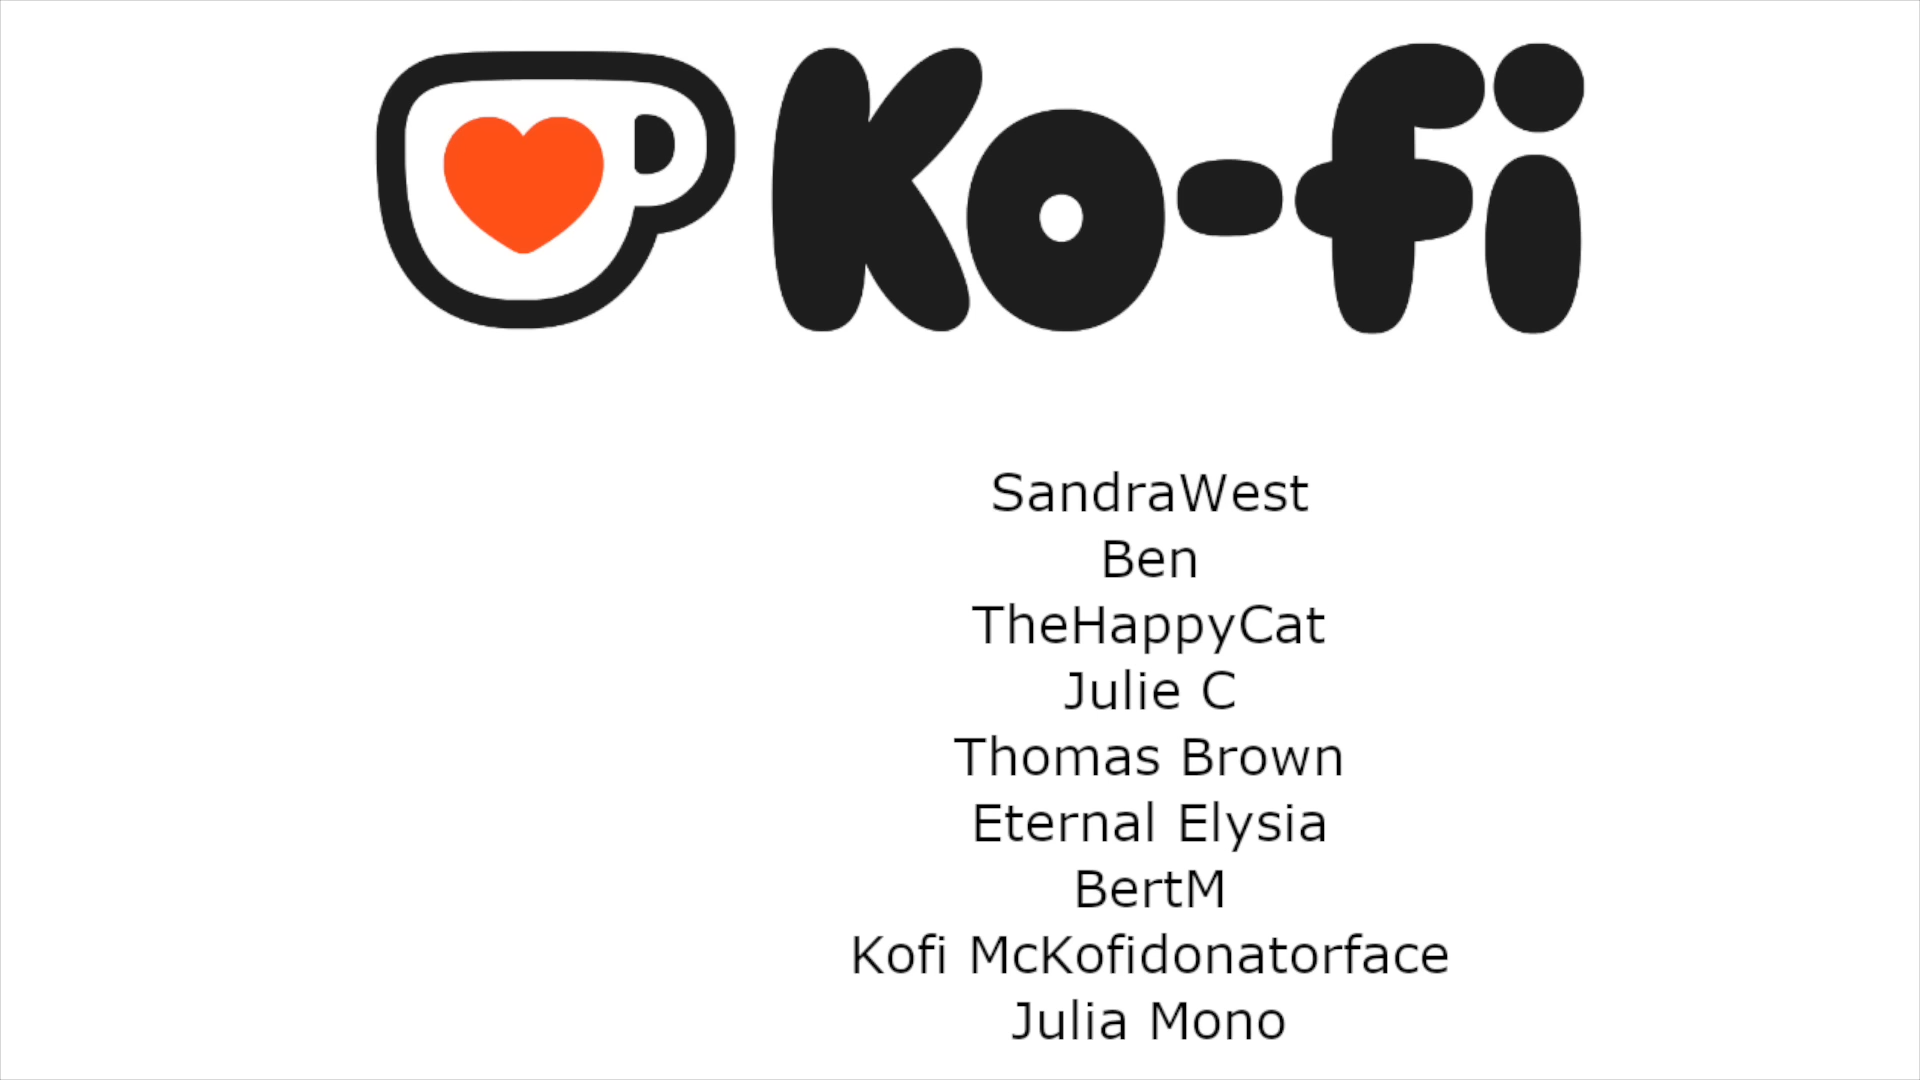 Ko-fi
SandraWest
Ben
TheHappyCat
Julie C
Thomas Brown
Eternal Elysia
BertM
Kofi McKofidonatorface
Julia Mono